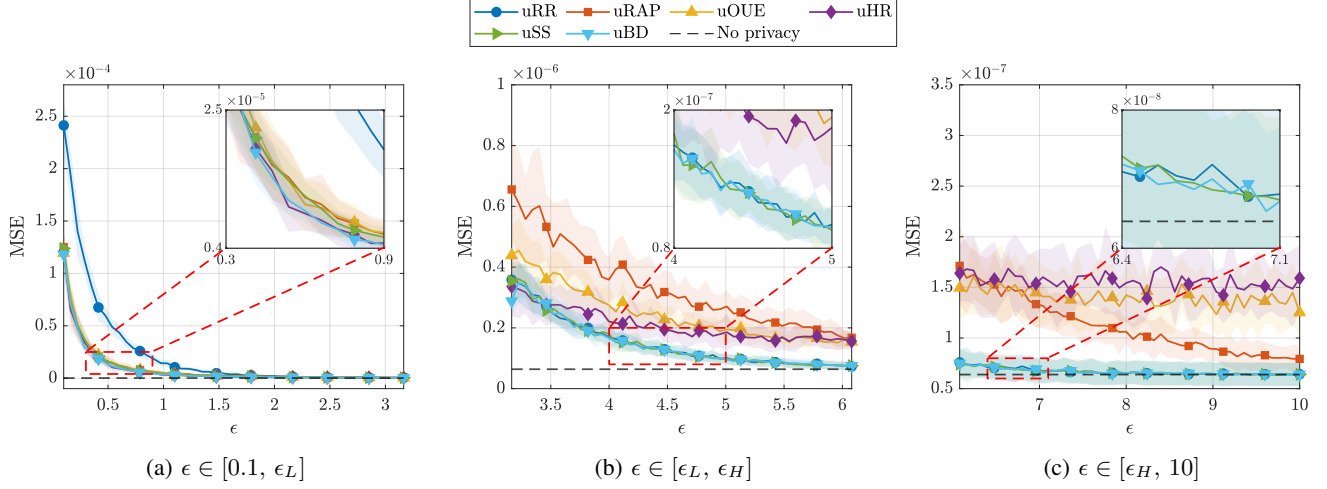 uRR uRAP uOUE uHR
uSS uBD No privacy
×10⁻⁴
2.5
2
1.5
1
0.5
0
0.5 1 1.5 2 2.5 3
MSE
ϵ
×10⁻⁵
2.5
0.4
0.3 0.9
(a) ϵ ∈ [0.1, ϵ_L]
×10⁻⁶
1
0.8
0.6
0.4
0.2
0
3.5 4 4.5 5 5.5 6
MSE
ϵ
×10⁻⁷
2
0.8
4 5
(b) ϵ ∈ [ϵ_L, ϵ_H]
×10⁻⁷
3.5
3
2.5
2
1.5
1
0.5
7 8 9 10
MSE
ϵ
×10⁻⁸
8
6
6.4 7.1
(c) ϵ ∈ [ϵ_H, 10]